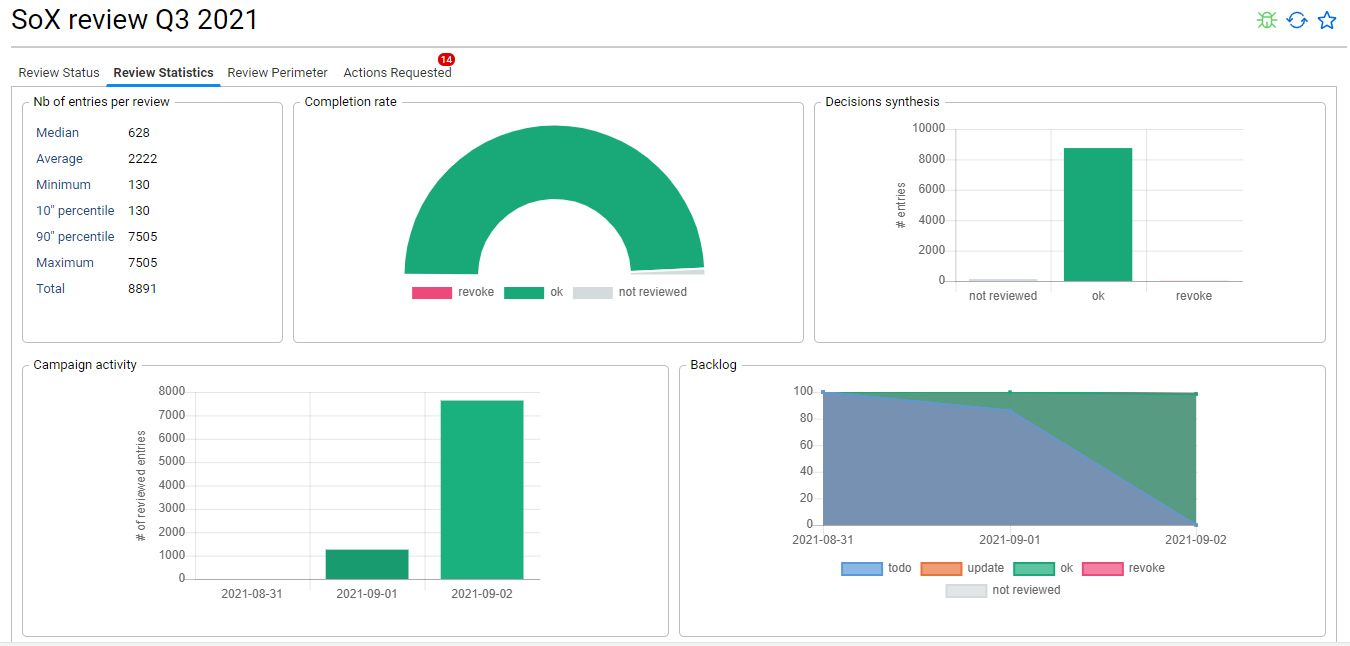 SoX review Q3 2021
14
Review Status Review Statistics Review Perimeter Actions Requested
Nb of entries per review
Median 628
Average 2222
Minimum 130
10" percentile 130
90" percentile 7505
Maximum 7505
Total 8891
Completion rate
revoke ok not reviewed
Decisions synthesis
# entries
10000
8000
6000
4000
2000
0
not reviewed ok revoke
Campaign activity
# of reviewed entries
8000
7000
6000
5000
4000
3000
2000
1000
0
2021-08-31 2021-09-01 2021-09-02
Backlog
100
80
60
40
20
0
2021-08-31 2021-09-01 2021-09-02
todo update ok revoke
not reviewed